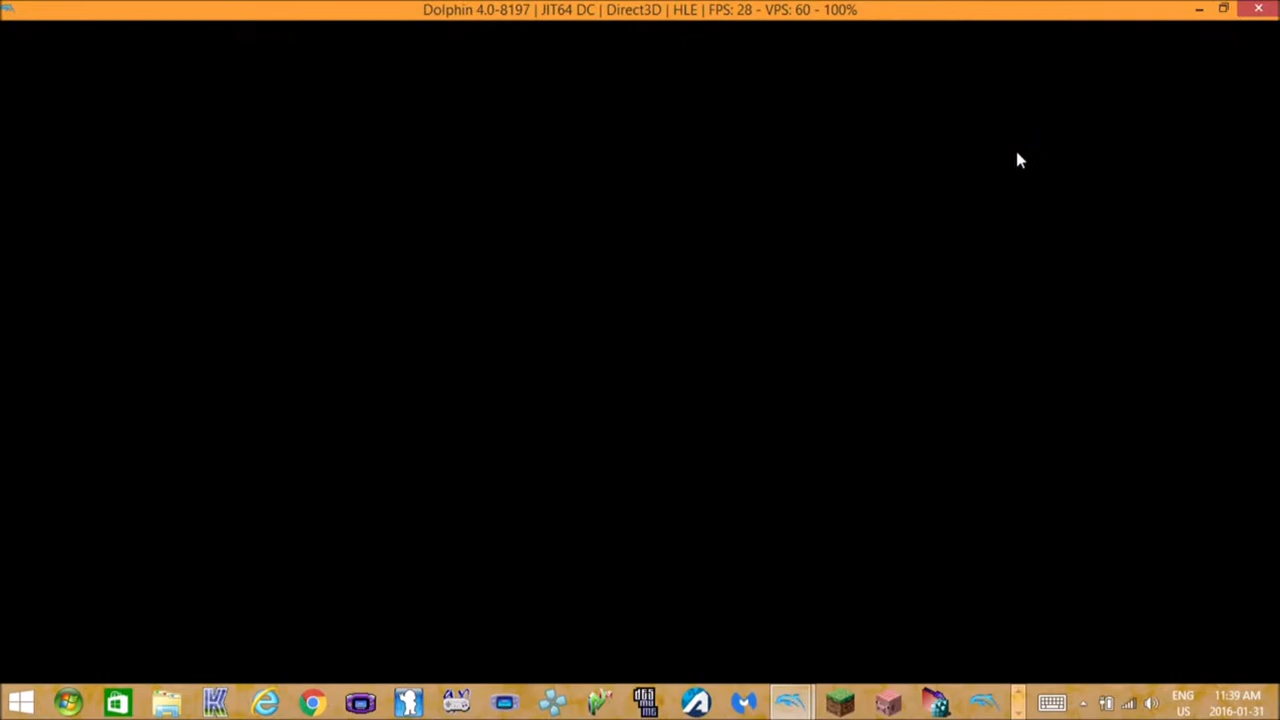 Dolphin 4.0-8197 | JIT64 DC | Direct3D | HLE | FPS: 28 - VPS: 60 - 100%
ENG
US
11:39 AM
2016-01-31